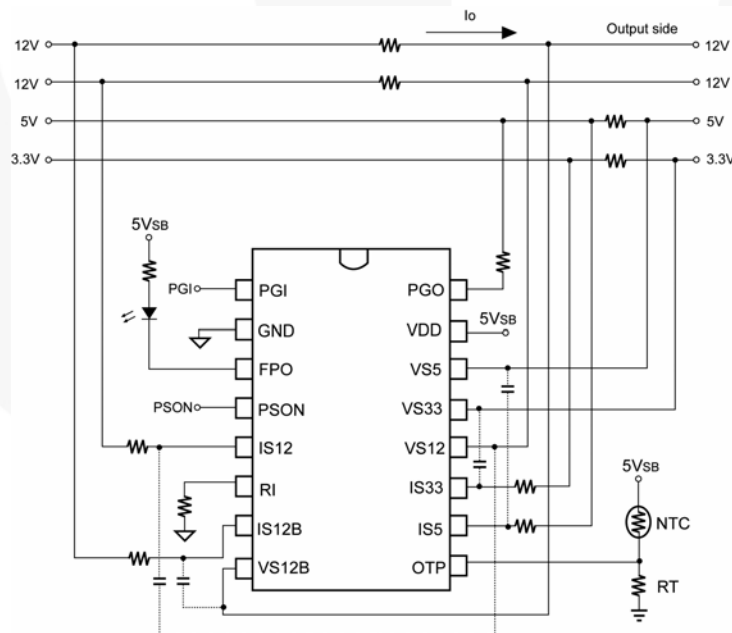 Io
Output side
12V
12V
12V
12V
5V
5V
3.3V
3.3V
5VSB
PGI
PGI
PGO
GND
VDD
5VSB
FPO
VS5
PSON
PSON
VS33
IS12
VS12
5VSB
RI
IS33
NTC
IS12B
IS5
VS12B
OTP
RT